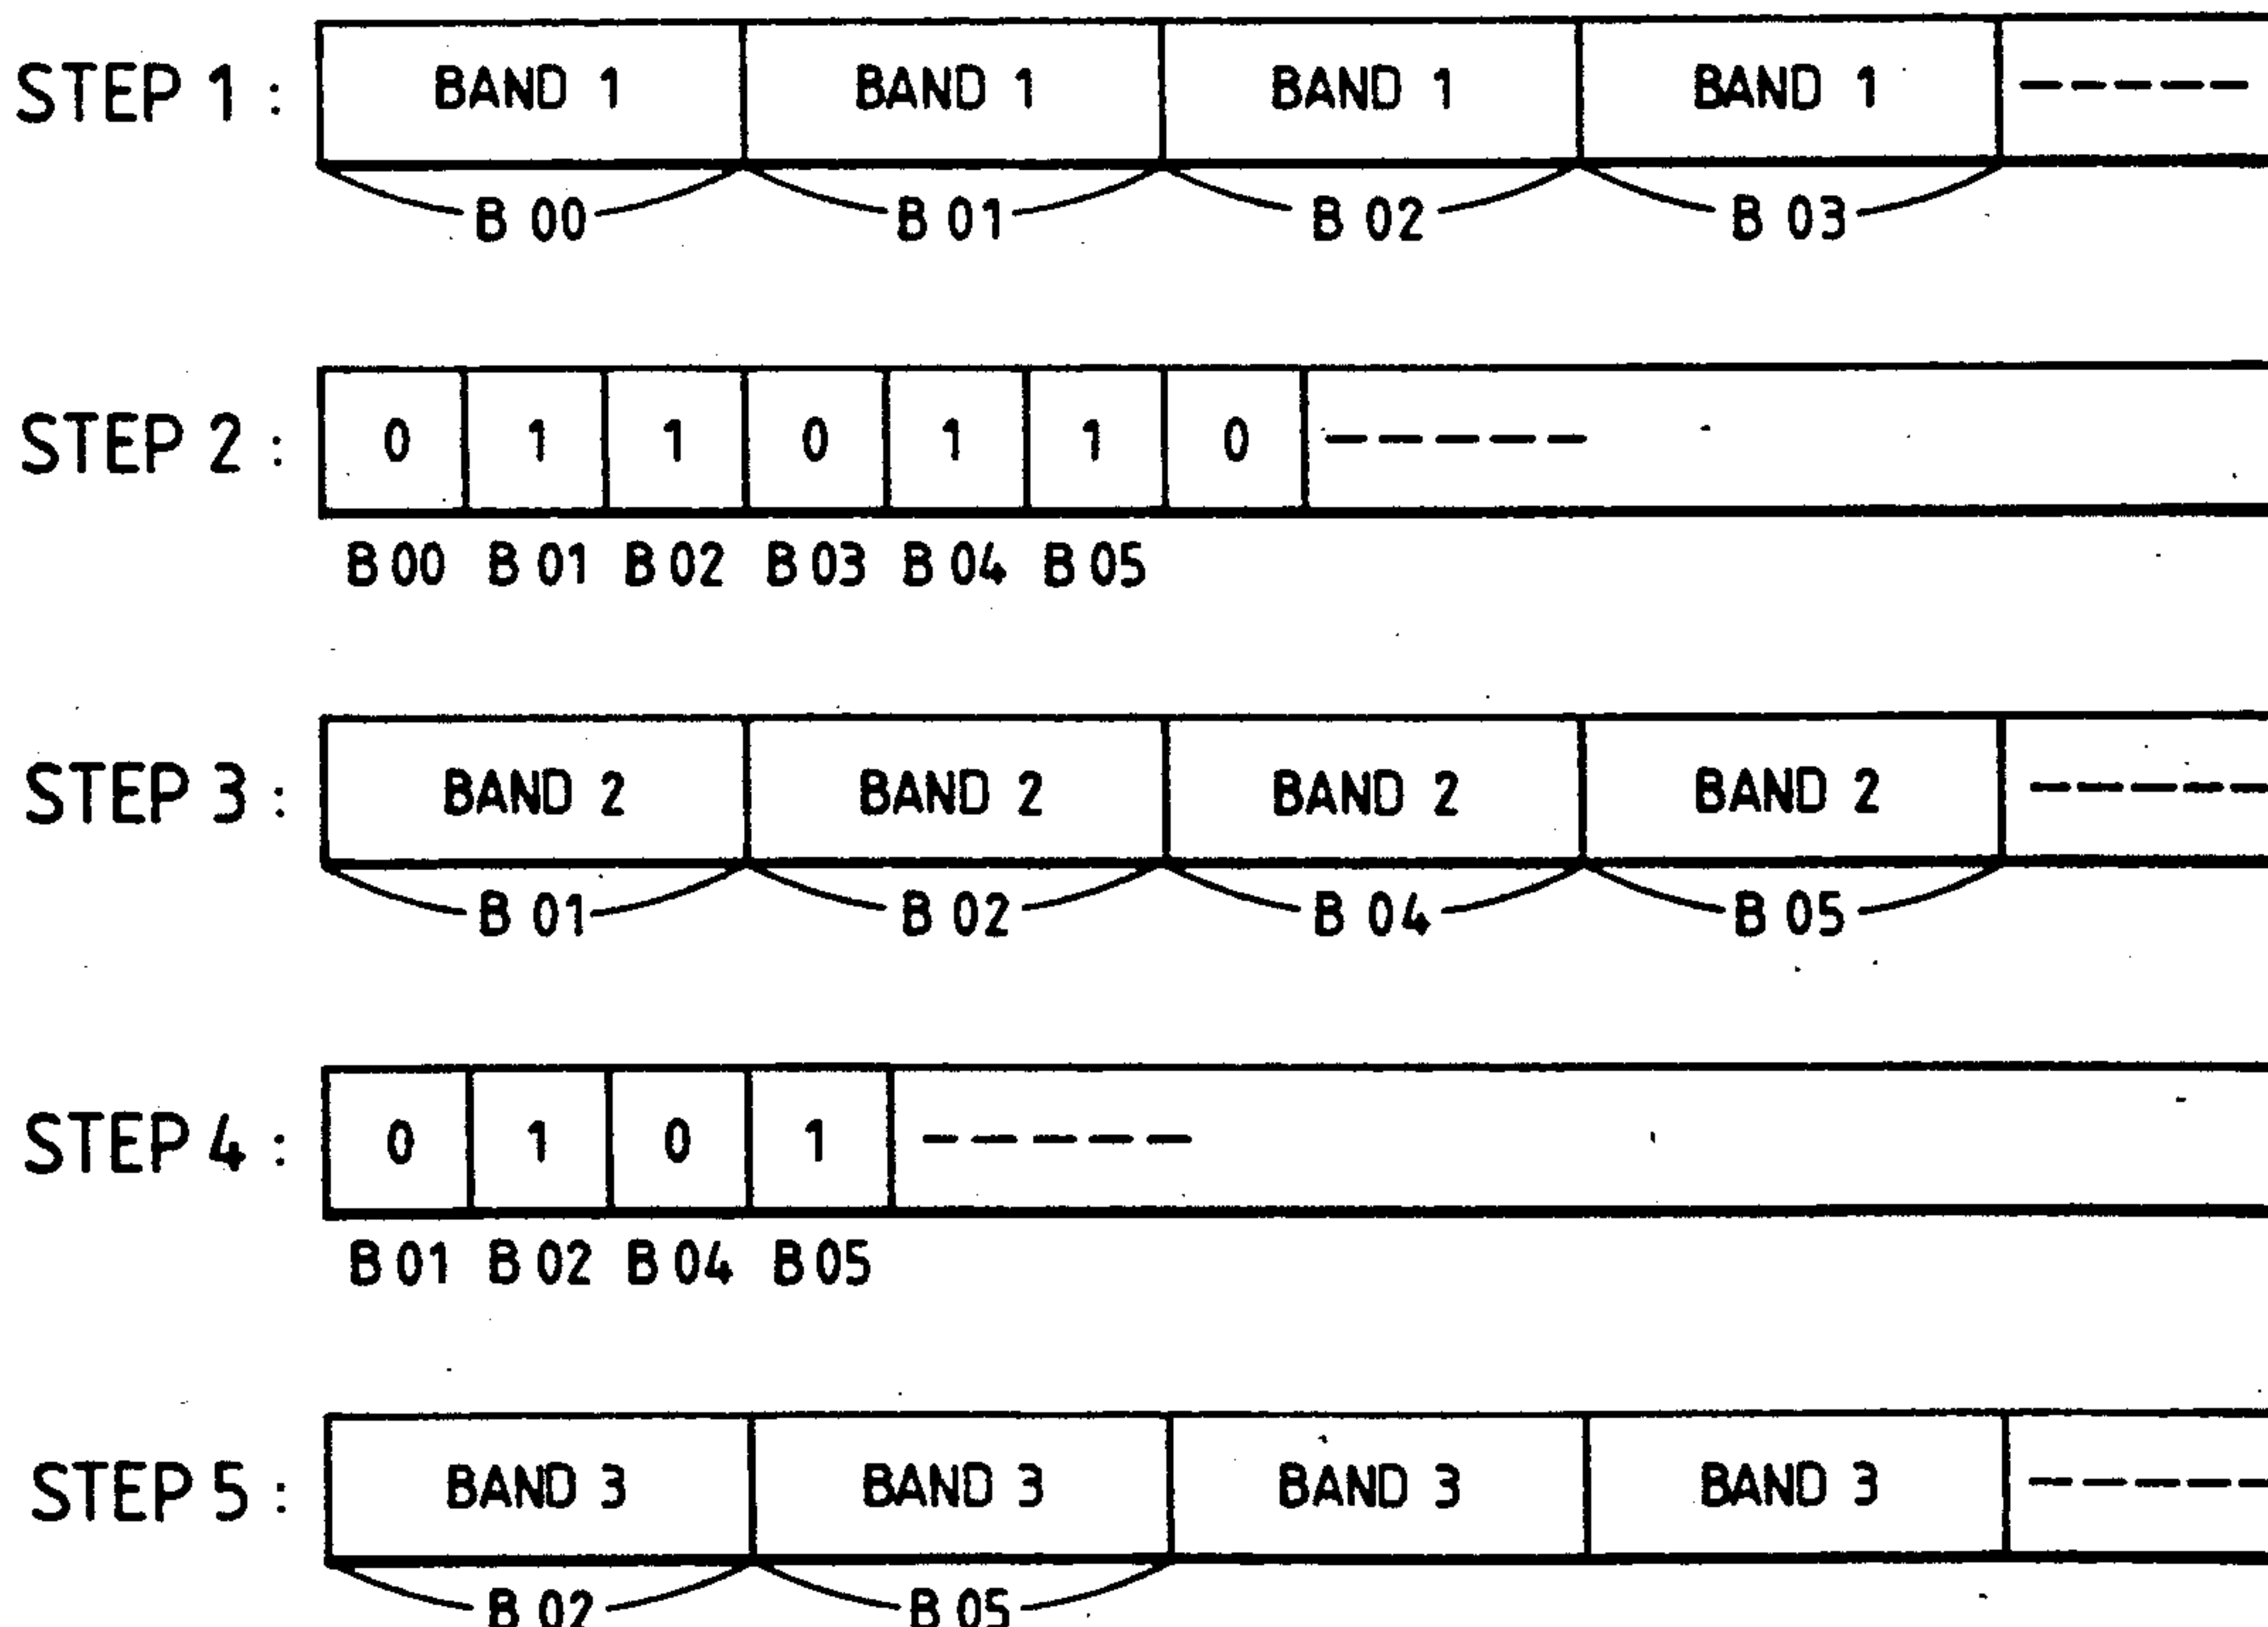 STEP 1 : BAND 1 BAND 1 BAND 1 BAND 1
B 00 B 01 B 02 B 03
STEP 2 : 0 1 1 0 1 1 0
B 00 B 01 B 02 B 03 B 04 B 05
STEP 3 : BAND 2 BAND 2 BAND 2 BAND 2
B 01 B 02 B 04 B 05
STEP 4 : 0 1 0 1
B 01 B 02 B 04 B 05
STEP 5 : BAND 3 BAND 3 BAND 3 BAND 3
B 02 B 05